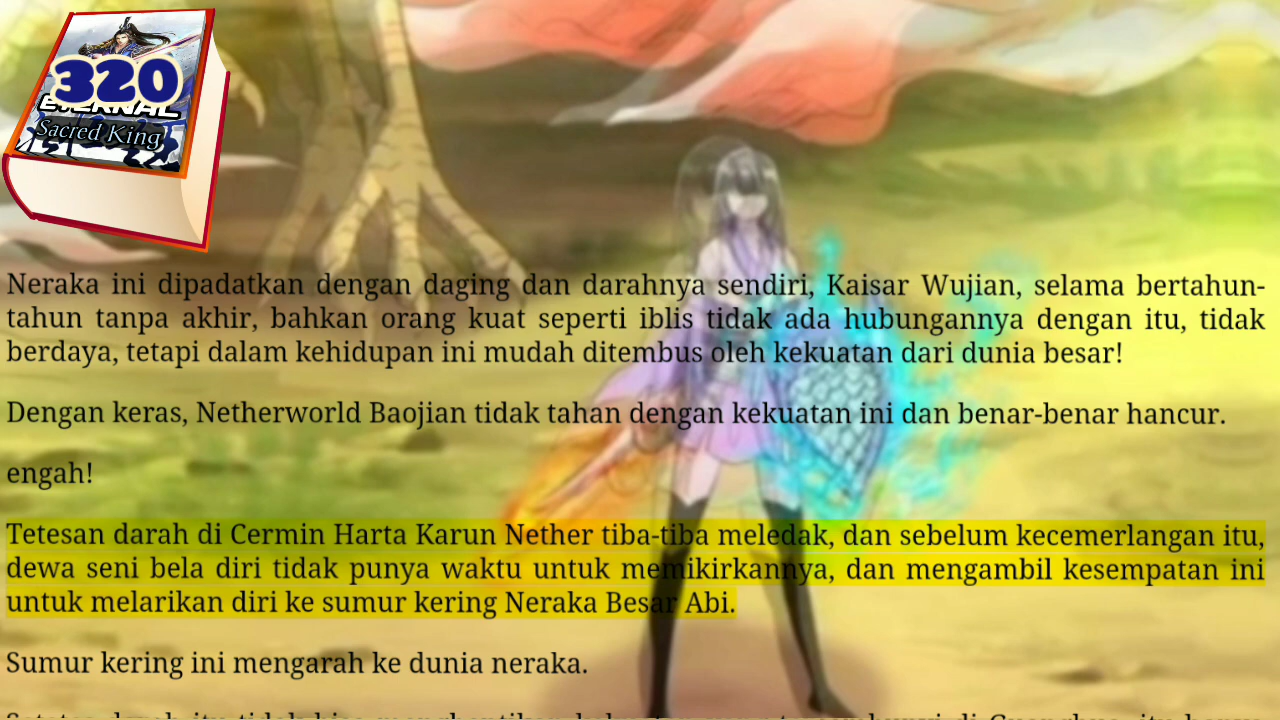 320
ETERNAL
Sacred King
Neraka ini dipadatkan dengan daging dan darahnya sendiri, Kaisar Wujian, selama bertahun-
tahun tanpa akhir, bahkan orang kuat seperti iblis tidak ada hubungannya dengan itu, tidak
berdaya, tetapi dalam kehidupan ini mudah ditembus oleh kekuatan dari dunia besar!
Dengan keras, Netherworld Baojian tidak tahan dengan kekuatan ini dan benar-benar hancur.
engah!
Tetesan darah di Cermin Harta Karun Nether tiba-tiba meledak, dan sebelum kecemerlangan itu,
dewa seni bela diri tidak punya waktu untuk memikirkannya, dan mengambil kesempatan ini
untuk melarikan diri ke sumur kering Neraka Besar Abi.
Sumur kering ini mengarah ke dunia neraka.